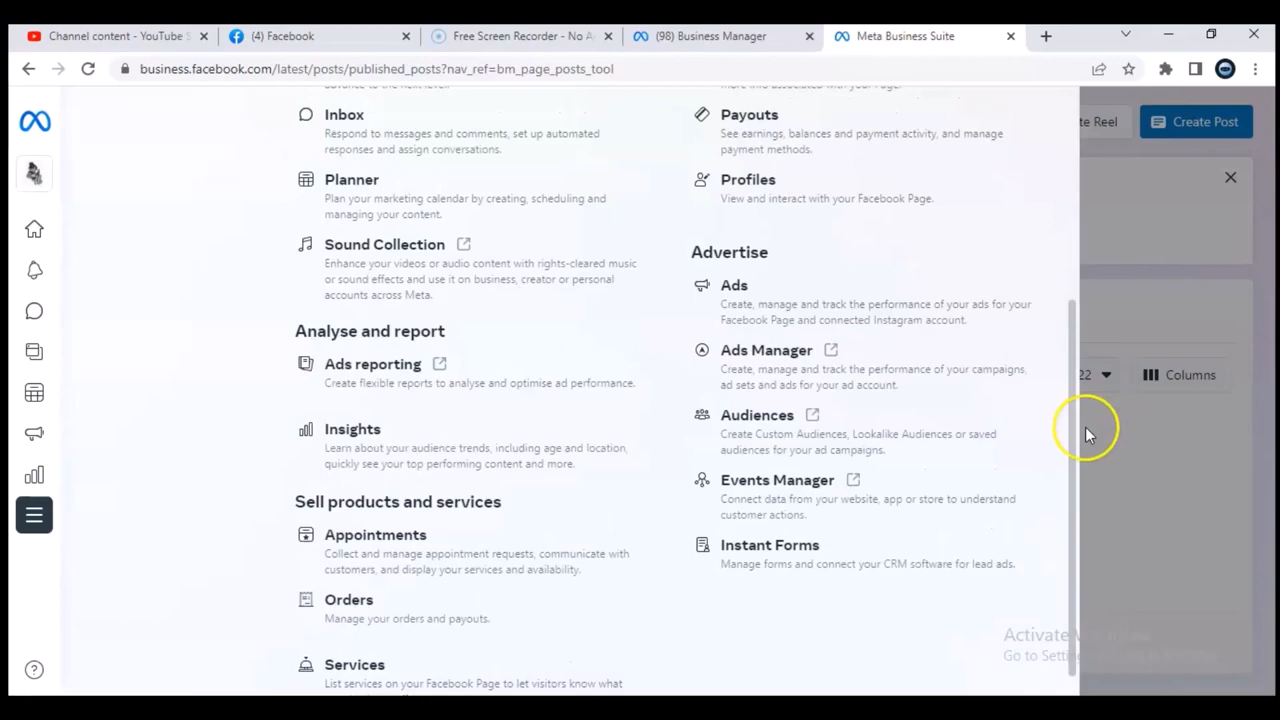 Channel content - YouTube S
(4) Facebook
Free Screen Recorder - No A
(98) Business Manager
Meta Business Suite
business.facebook.com/latest/posts/published_posts?nav_ref=bm_page_posts_tool
Inbox
Respond to messages and comments, set up automated
responses and assign conversations.
Planner
Plan your marketing calendar by creating, scheduling and
managing your content.
Sound Collection
Enhance your videos or audio content with rights-cleared music
or sound effects and use it on business, creator or personal
accounts across Meta.
Analyse and report
Ads reporting
Create flexible reports to analyse and optimise ad performance.
Insights
Learn about your audience trends, including age and location,
quickly see your top performing content and more.
Sell products and services
Appointments
Collect and manage appointment requests, communicate with
customers, and display your services and availability.
Orders
Manage your orders and payouts.
Services
List services on your Facebook Page to let visitors know what
Payouts
See earnings, balances and payment activity, and manage
payment methods.
Profiles
View and interact with your Facebook Page.
Advertise
Ads
Create, manage and track the performance of your ads for your
Facebook Page and connected Instagram account.
Ads Manager
Create, manage and track the performance of your campaigns,
ad sets and ads for your ad account.
Audiences
Create Custom Audiences, Lookalike Audiences or saved
audiences for your ad campaigns.
Events Manager
Connect data from your website, app or store to understand
customer actions.
Instant Forms
Manage forms and connect your CRM software for lead ads.
te Reel
Create Post
22
Columns
Activate
Go to